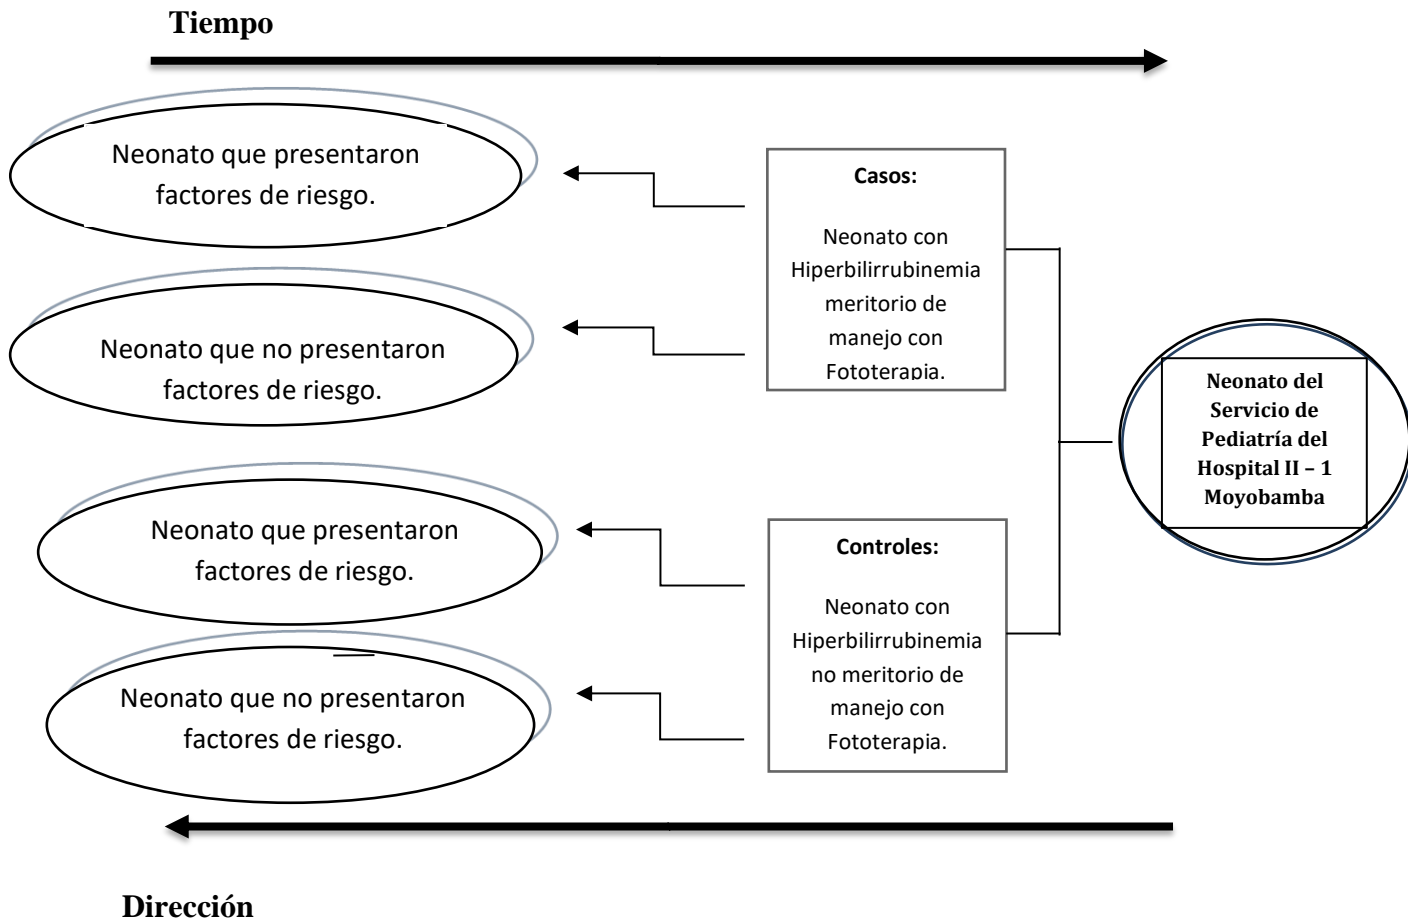 Tiempo
Neonato que presentaron
factores de riesgo.
Neonato que no presentaron
factores de riesgo.
Neonato que presentaron
factores de riesgo.
Neonato que no presentaron
factores de riesgo.
Casos:
Neonato con
Hiperbilirrubinemia
meritorio de
manejo con
Fototerapia.
Controles:
Neonato con
Hiperbilirrubinemia
no meritorio de
manejo con
Fototerapia.
Neonato del
Servicio de
Pediatría del
Hospital II – 1
Moyobamba
Dirección